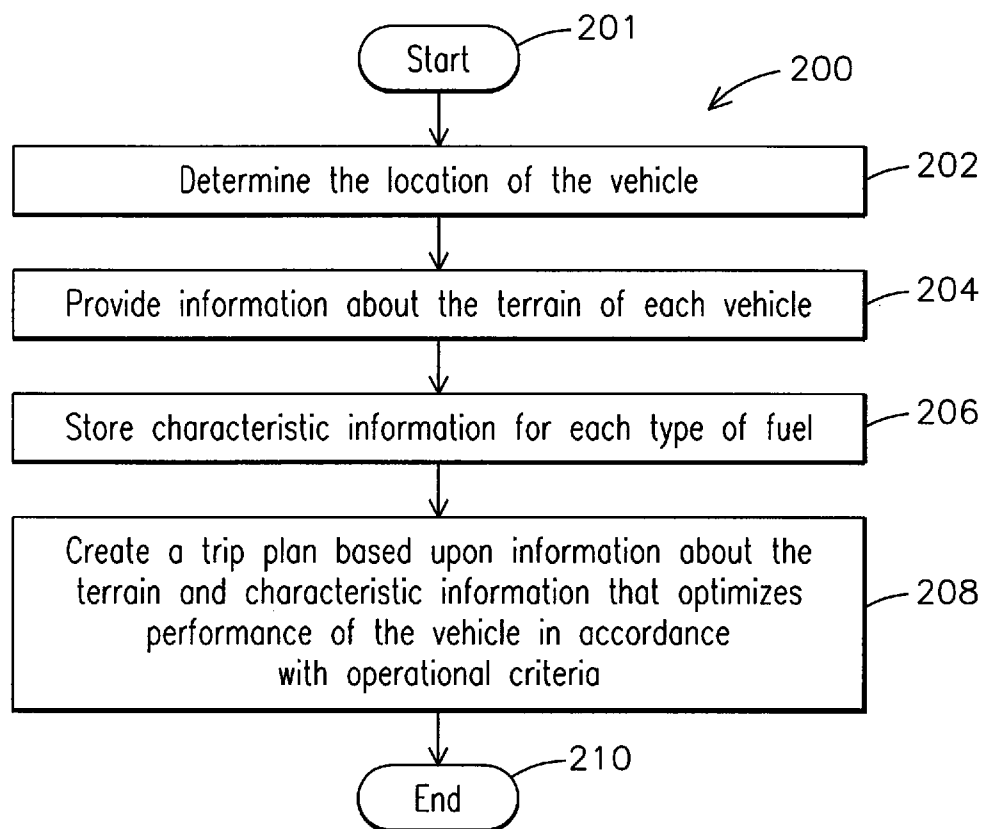 Start
201
200
Determine the location of the vehicle
202
Provide information about the terrain of each vehicle
204
Store characteristic information for each type of fuel
206
Create a trip plan based upon information about the
terrain and characteristic information that optimizes
performance of the vehicle in accordance
with operational criteria
208
End
210